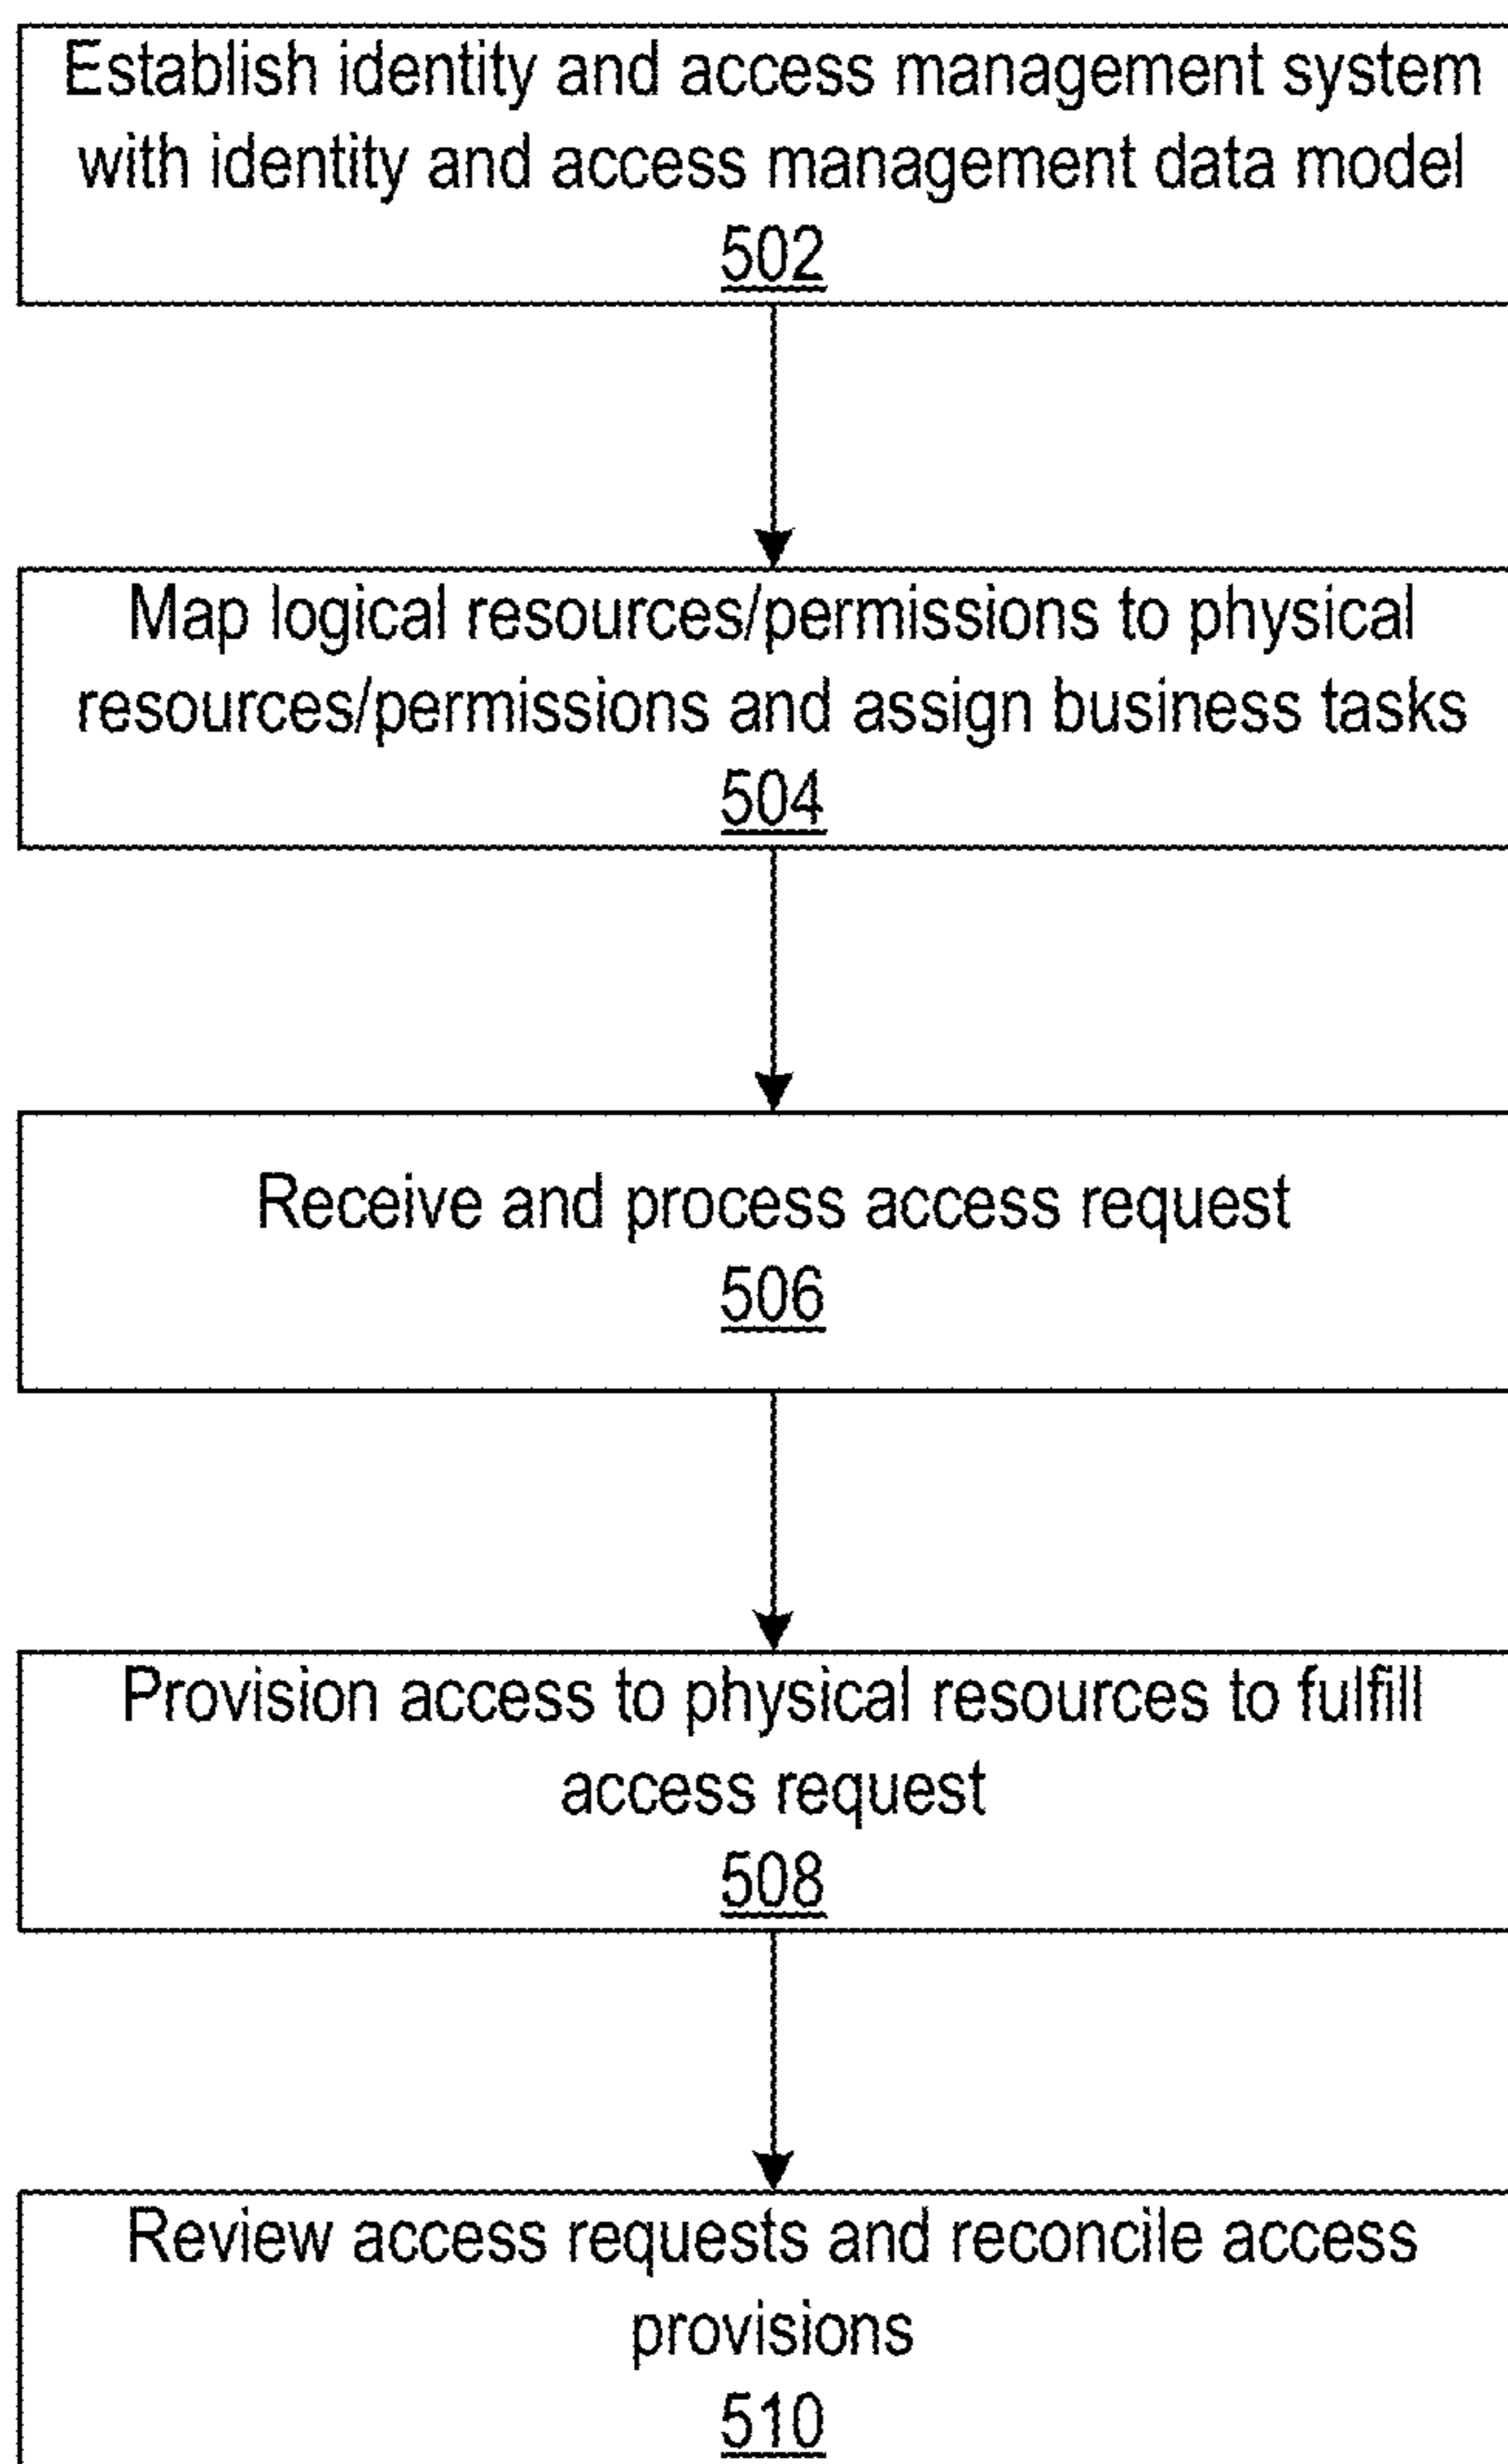 Establish identity and access management system
with identity and access management data model
502
Map logical resources/permissions to physical
resources/permissions and assign business tasks
504
Receive and process access request
506
Provision access to physical resources to fulfill
access request
508
Review access requests and reconcile access
provisions
510